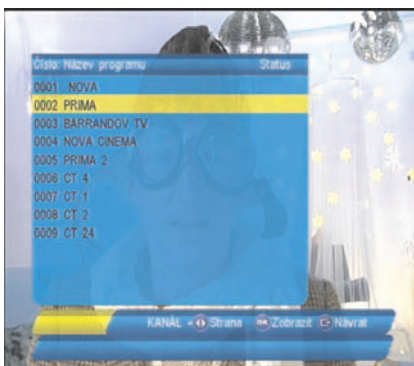 Číslo: Název programu Status
0001 NOVA
0002 PRIMA
0003 BARRANDOV TV
0004 NOVA CINEMA
0005 PRIMA 2
0006 CT 4
0007 CT 1
0008 CT 2
0009 CT 24
KANÁL Strana OK Zobrazit Návrat